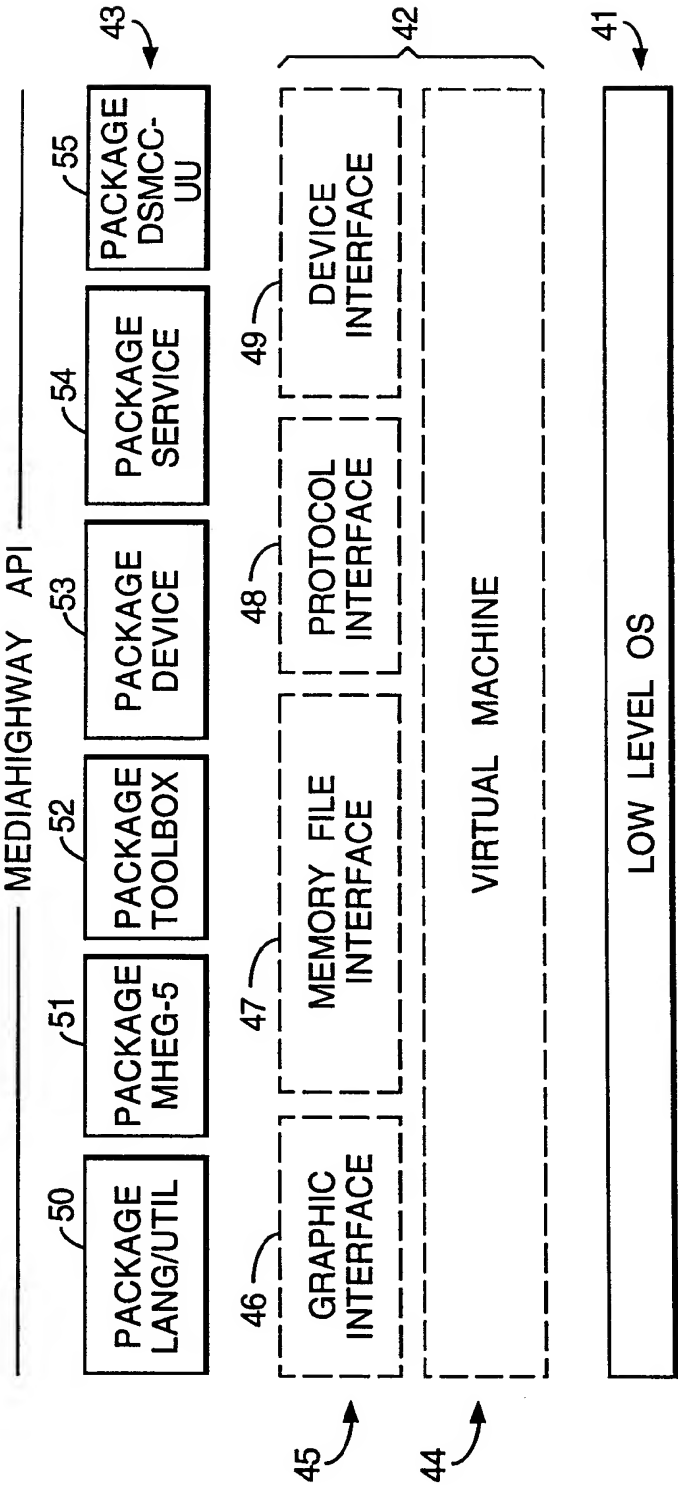 MEDIAHIGHWAY API
50
51
52
53
54
55
43
PACKAGE
LANG/UTIL
PACKAGE
MHEG-5
PACKAGE
TOOLBOX
PACKAGE
DEVICE
PACKAGE
SERVICE
PACKAGE
DSMCC-
UU
46
47
48
49
45
GRAPHIC
INTERFACE
MEMORY FILE
INTERFACE
PROTOCOL
INTERFACE
DEVICE
INTERFACE
42
44
VIRTUAL MACHINE
LOW LEVEL OS
41